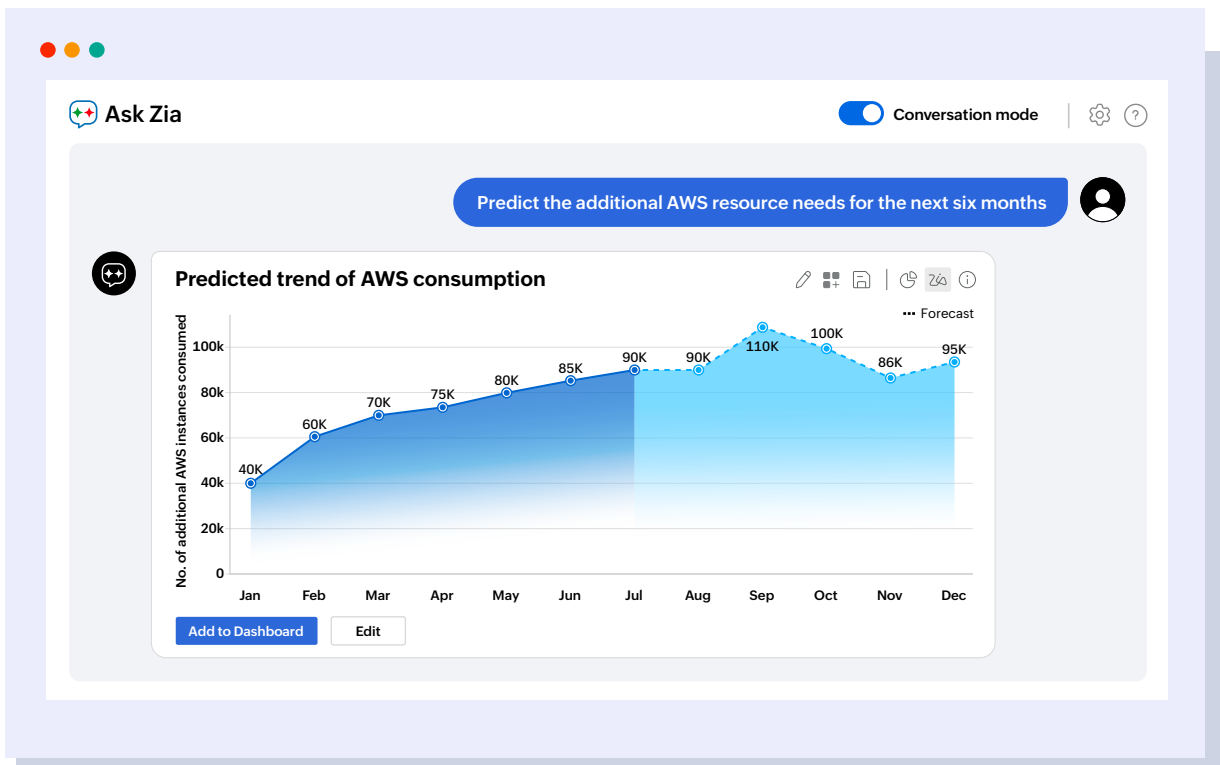 Ask Zia
Conversation mode
?
Predict the additional AWS resource needs for the next six months
Predicted trend of AWS consumption
Zia
Forecast
No. of additional AWS instances consumed
100k
80k
60k
40k
20k
0
40K
60K
70K
75K
80K
85K
90K
90K
110K
100K
86K
95K
Jan
Feb
Mar
Apr
May
Jun
Jul
Aug
Sep
Oct
Nov
Dec
Add to Dashboard
Edit